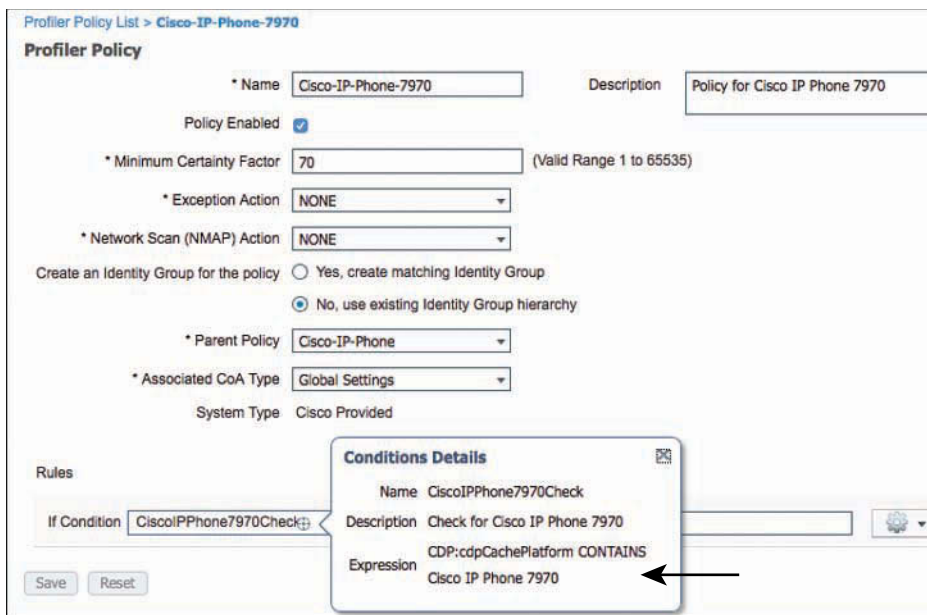 Profiler Policy List > Cisco-IP-Phone-7970
Profiler Policy
* Name Cisco-IP-Phone-7970 Description Policy for Cisco IP Phone 7970
Policy Enabled
* Minimum Certainty Factor 70 (Valid Range 1 to 65535)
* Exception Action NONE
* Network Scan (NMAP) Action NONE
Create an Identity Group for the policy Yes, create matching Identity Group
No, use existing Identity Group hierarchy
* Parent Policy Cisco-IP-Phone
* Associated CoA Type Global Settings
System Type Cisco Provided
Rules
If Condition CiscoIPPhone7970Check
Conditions Details
Name CiscoIPPhone7970Check
Description Check for Cisco IP Phone 7970
Expression CDP:cdpCachePlatform CONTAINS
Cisco IP Phone 7970
Save Reset